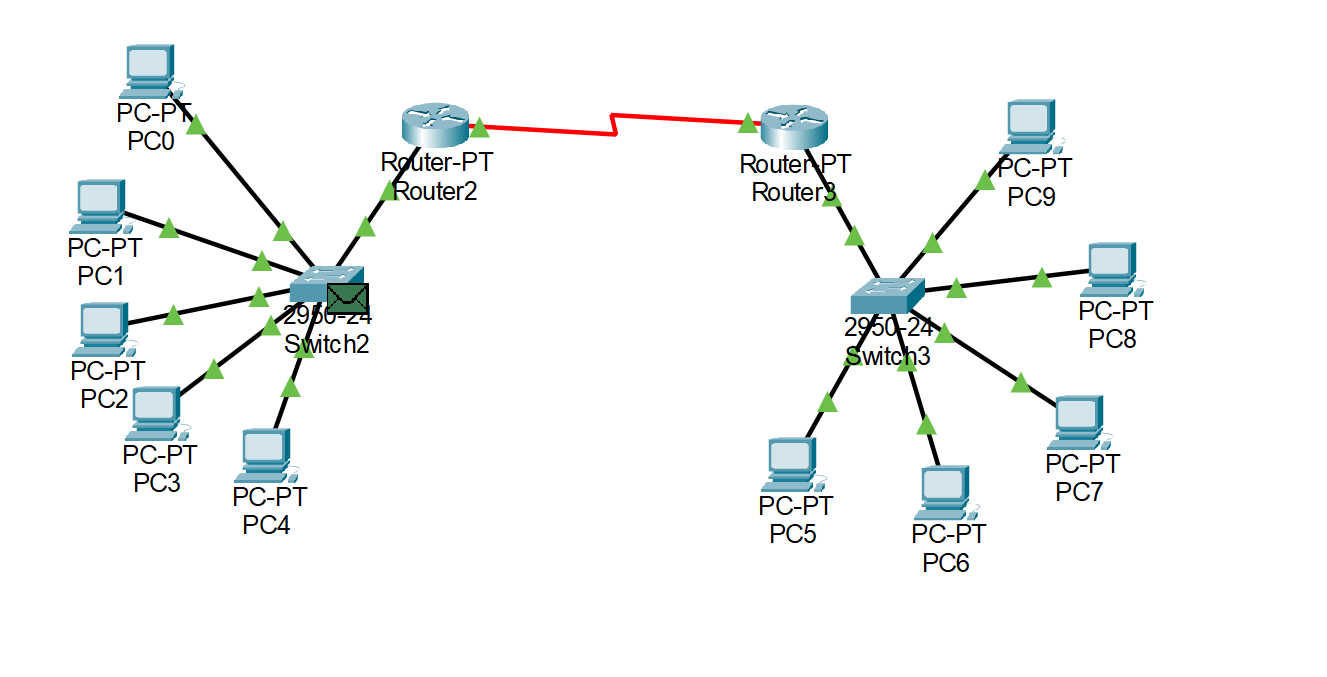 PC-PT
PC0
PC-PT
PC1
PC-PT
PC2
PC-PT
PC3
PC-PT
PC4
Router-PT
Router2
2950-24
Switch2
Router-PT
Router3
2950-24
Switch3
PC-PT
PC9
PC-PT
PC8
PC-PT
PC7
PC-PT
PC5
PC-PT
PC6